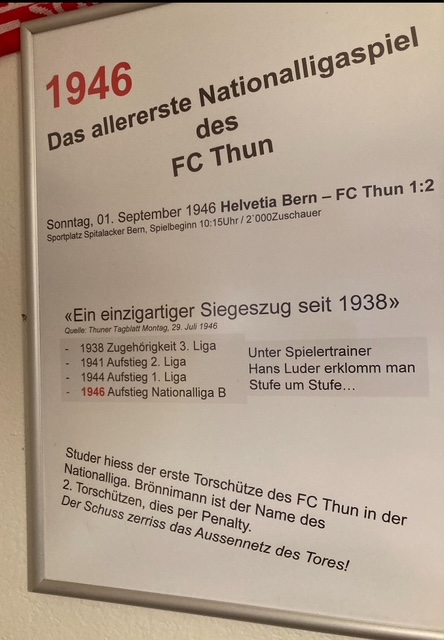 1946
Das allererste Nationalligaspiel
des
FC Thun
Sonntag, 01. September 1946 Helvetia Bern – FC Thun 1:2
Sportplatz Spitalacker Bern, Spielbeginn 10:15Uhr / 2`000Zuschauer
«Ein einzigartiger Siegeszug seit 1938»
Quelle: Thuner Tagblatt Montag, 29. Juli 1946
- 1938 Zugehörigkeit 3. Liga
- 1941 Aufstieg 2. Liga
- 1944 Aufstieg 1. Liga
- 1946 Aufstieg Nationalliga B
Unter Spielertrainer
Hans Luder erklomm man
Stufe um Stufe…
Studer hiess der erste Torschütze des FC Thun in der
Nationalliga. Brönnimann ist der Name des
2. Torschützen, dies per Penalty.
Der Schuss zerriss das Aussennetz des Tores!